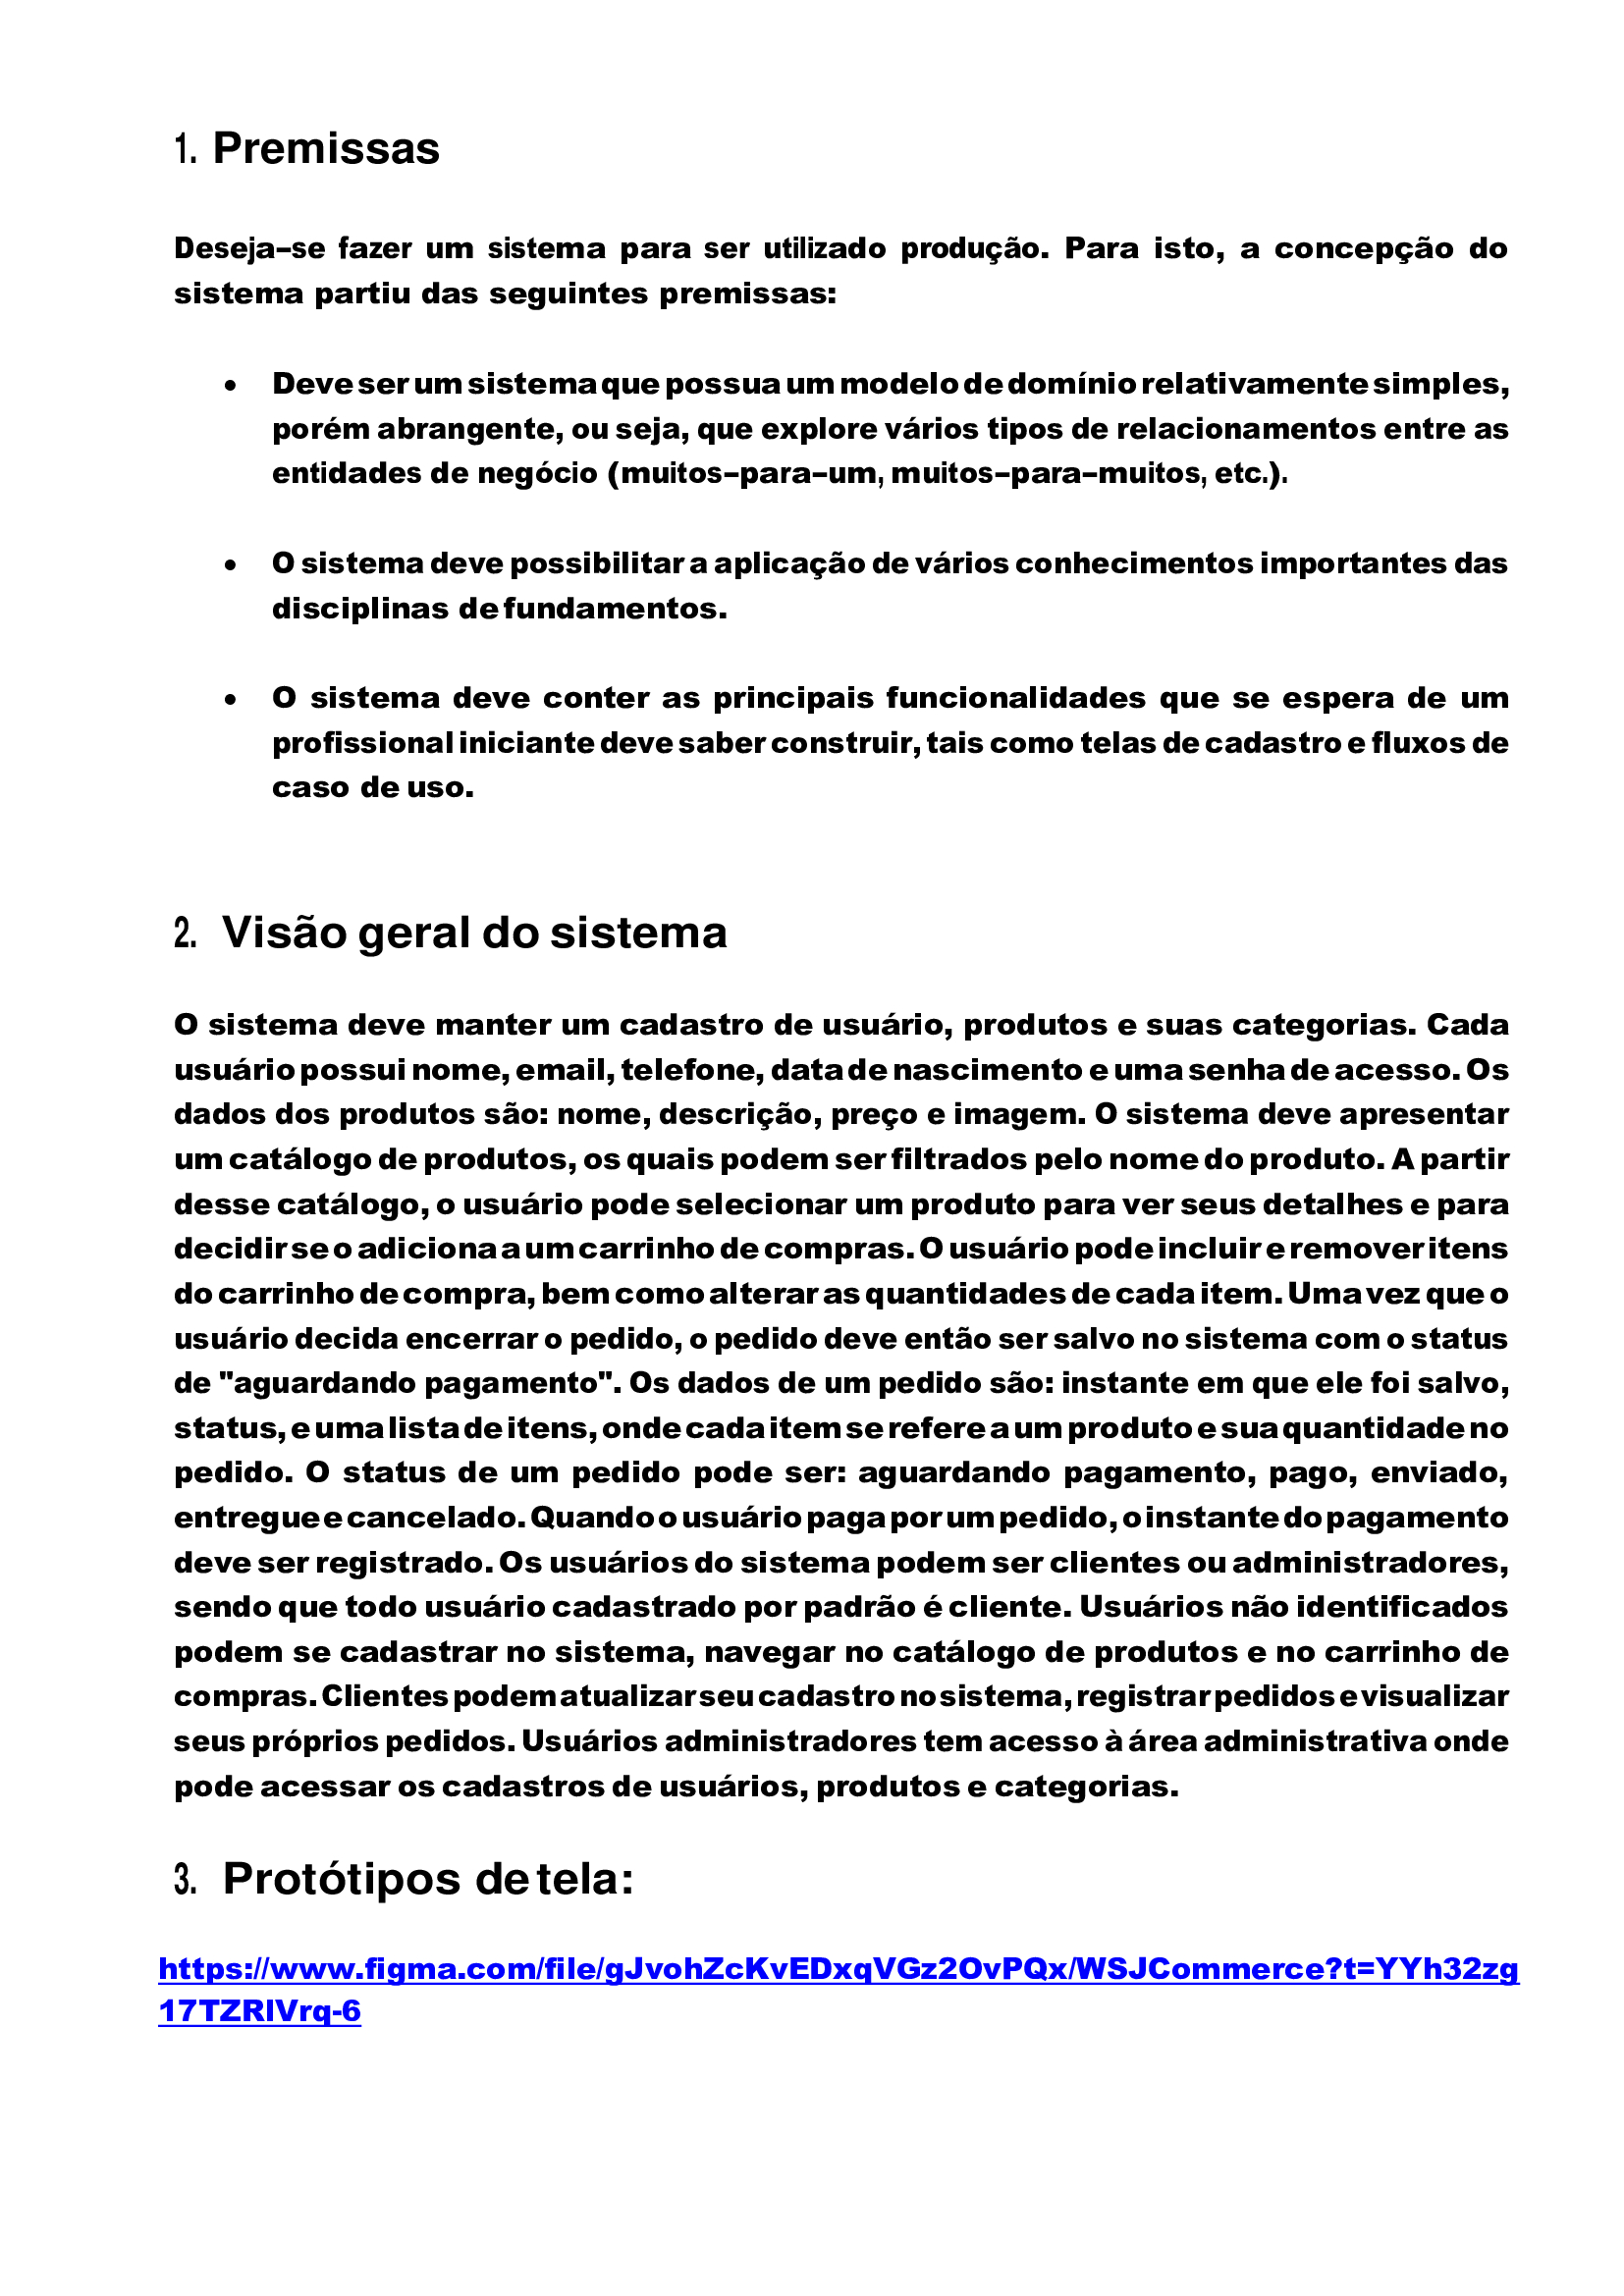 1. Premissas
Deseja-se fazer um sistema para ser utilizado produção. Para isto, a concepção do
sistema partiu das seguintes premissas:
• Deve ser um sistema que possua um modelo de domínio relativamente simples,
porém abrangente, ou seja, que explore vários tipos de relacionamentos entre as
entidades de negócio (muitos-para-um, muitos-para-muitos, etc.).
• O sistema deve possibilitar a aplicação de vários conhecimentos importantes das
disciplinas de fundamentos.
• O sistema deve conter as principais funcionalidades que se espera de um
profissional iniciante deve saber construir, tais como telas de cadastro e fluxos de
caso de uso.
2. Visão geral do sistema
O sistema deve manter um cadastro de usuário, produtos e suas categorias. Cada
usuário possui nome, email, telefone, data de nascimento e uma senha de acesso. Os
dados dos produtos são: nome, descrição, preço e imagem. O sistema deve apresentar
um catálogo de produtos, os quais podem ser filtrados pelo nome do produto. A partir
desse catálogo, o usuário pode selecionar um produto para ver seus detalhes e para
decidir se o adiciona a um carrinho de compras. O usuário pode incluir e remover itens
do carrinho de compra, bem como alterar as quantidades de cada item. Uma vez que o
usuário decida encerrar o pedido, o pedido deve então ser salvo no sistema com o status
de "aguardando pagamento". Os dados de um pedido são: instante em que ele foi salvo,
status, e uma lista de itens, onde cada item se refere a um produto e sua quantidade no
pedido. O status de um pedido pode ser: aguardando pagamento, pago, enviado,
entregue e cancelado. Quando o usuário paga por um pedido, o instante do pagamento
deve ser registrado. Os usuários do sistema podem ser clientes ou administradores,
sendo que todo usuário cadastrado por padrão é cliente. Usuários não identificados
podem se cadastrar no sistema, navegar no catálogo de produtos e no carrinho de
compras. Clientes podem atualizar seu cadastro no sistema, registrar pedidos e visualizar
seus próprios pedidos. Usuários administradores tem acesso à área administrativa onde
pode acessar os cadastros de usuários, produtos e categorias.
3. Protótipos de tela:
https://www.figma.com/file/gJvohZcKvEDxqVGz2OvPQx/WSJCommerce?t=YYh32zg
17TZRlVrq-6